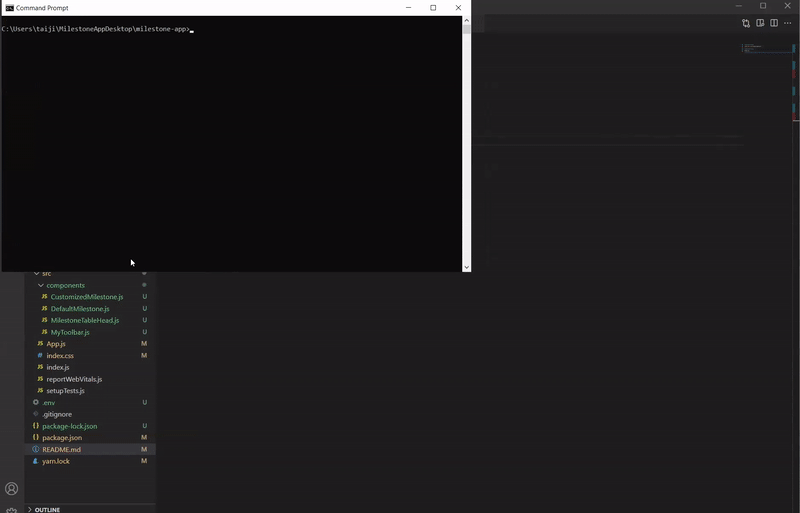 Command Prompt
C:\Users\taiji\MilestoneAppDesktop\milestone-app>
src
components
JS CustomizedMilestone.js U
JS DefaultMilestone.js U
JS MilestoneTableHead.js U
JS MyToolbar.js U
JS App.js M
# index.css M
JS index.js
JS reportWebVitals.js
JS setupTests.js
.env U
.gitignore
{} package-lock.json U
{} package.json M
README.md M
yarn.lock M
OUTLINE